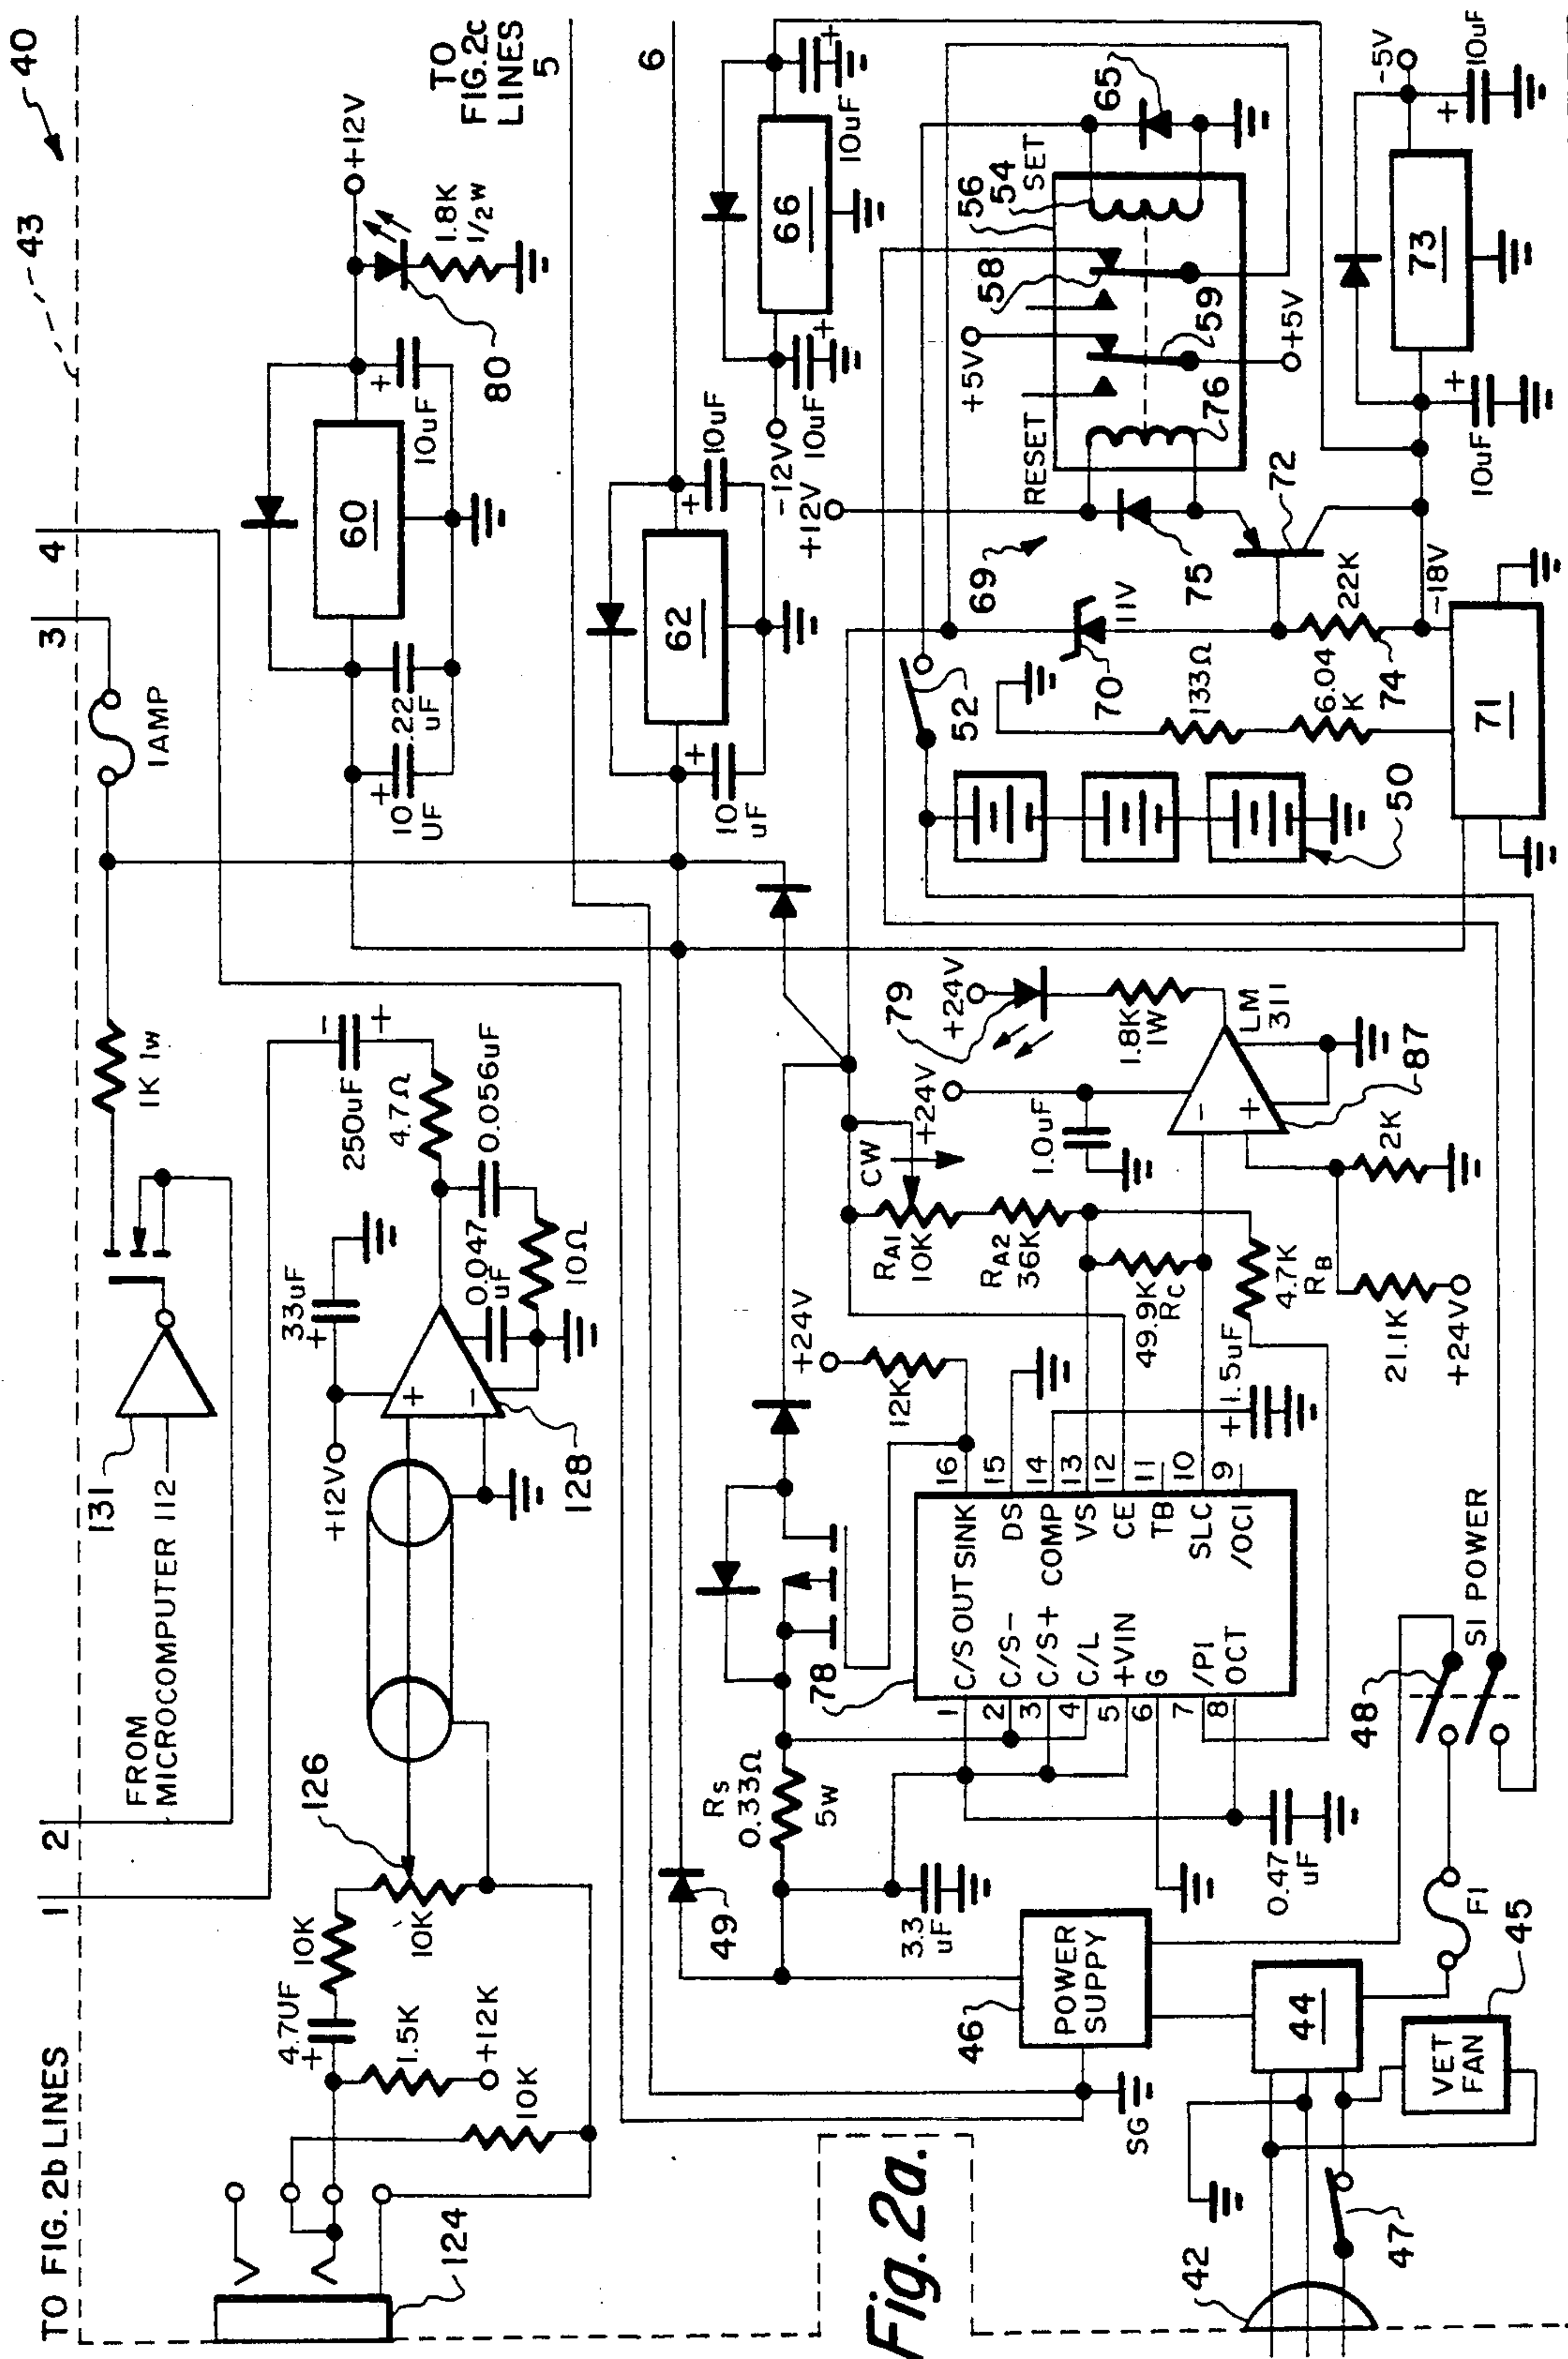 TO FIG. 2b LINES
1
2
3
4
43
40
FROM
MICROCOMPUTER 112
131
1K 1W
1 AMP
124
4.7UF
+
10K
1.5K
+12K
10K
10K
126
+12V
33uF
+
+
-
128
0.047
uF
10Ω
0.056uF
4.7Ω
250uF
-
+
10
UF
+
.22
uF
60
+
10uF
+12V
80
1.8K
1/2W
TO
FIG.2c
LINES
5
6
Fig. 2a.
SG
46
POWER
SUPPY
49
RS
0.33Ω
5W
3.3
uF
78
+24V
12K
1
2
3
4
5
6
7
8
C/S OUT
C/S-
C/S+
C/L
+VIN
G
/PI
OCT
SINK
DS
COMP
VS
CE
TB
SLC
/OCI
16
15
14
13
12
11
10
9
0.47
uF
+1.5uF
RA1
10K
CW
RA2
36K
49.9K
RC
4.7K
RB
21.1K
+24V
2K
+24V
1.0uF
-
+
LM
311
87
79
+24V
1.8K
1W
10
uF
+
62
+
10uF
-12V
10uF
+
66
10uF
+
42
47
44
VET
FAN
45
F1
48
S1 POWER
50
52
69
70
11V
133Ω
6.04
K
74
22K
71
-18V
72
75
+12V
RESET
76
+5V
59
+5V
58
56
54
SET
65
10uF
+
73
-5V
+
10uF